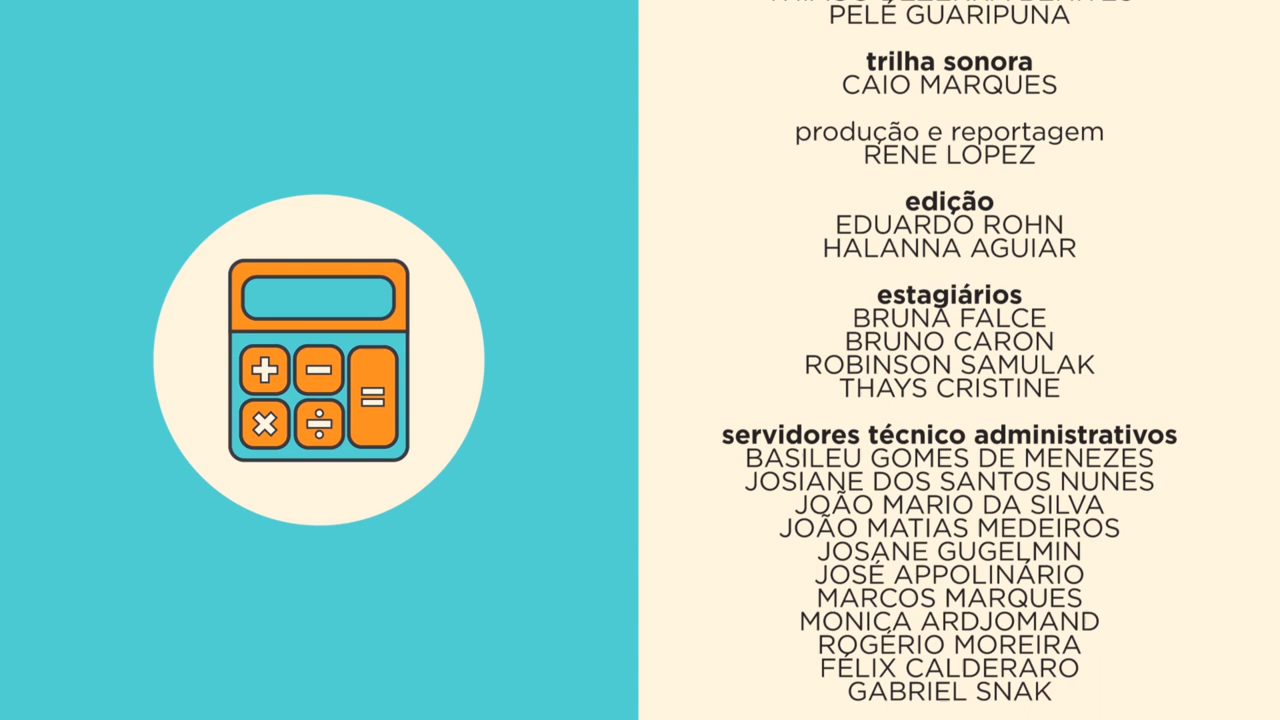 PELÉ GUARIPUNA
trilha sonora
CAIO MARQUES
produção e reportagem
RENE LOPEZ
edição
EDUARDO ROHN
HALANNA AGUIAR
estagiários
BRUNA FALCE
BRUNO CARON
ROBINSON SAMULAK
THAYS CRISTINE
servidores técnico administrativos
BASILEU GOMES DE MENEZES
JOSIANE DOS SANTOS NUNES
JOÃO MARIO DA SILVA
JOÃO MATIAS MEDEIROS
JOSANE GUGELMIN
JOSÉ APPOLINÁRIO
MARCOS MARQUES
MONICA ARDJOMAND
ROGÉRIO MOREIRA
FÉLIX CALDERARO
GABRIEL SNAK